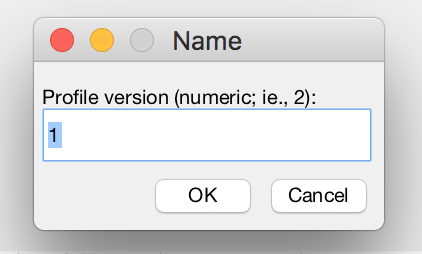 Name
Profile version (numeric; ie., 2):
1
OK
Cancel